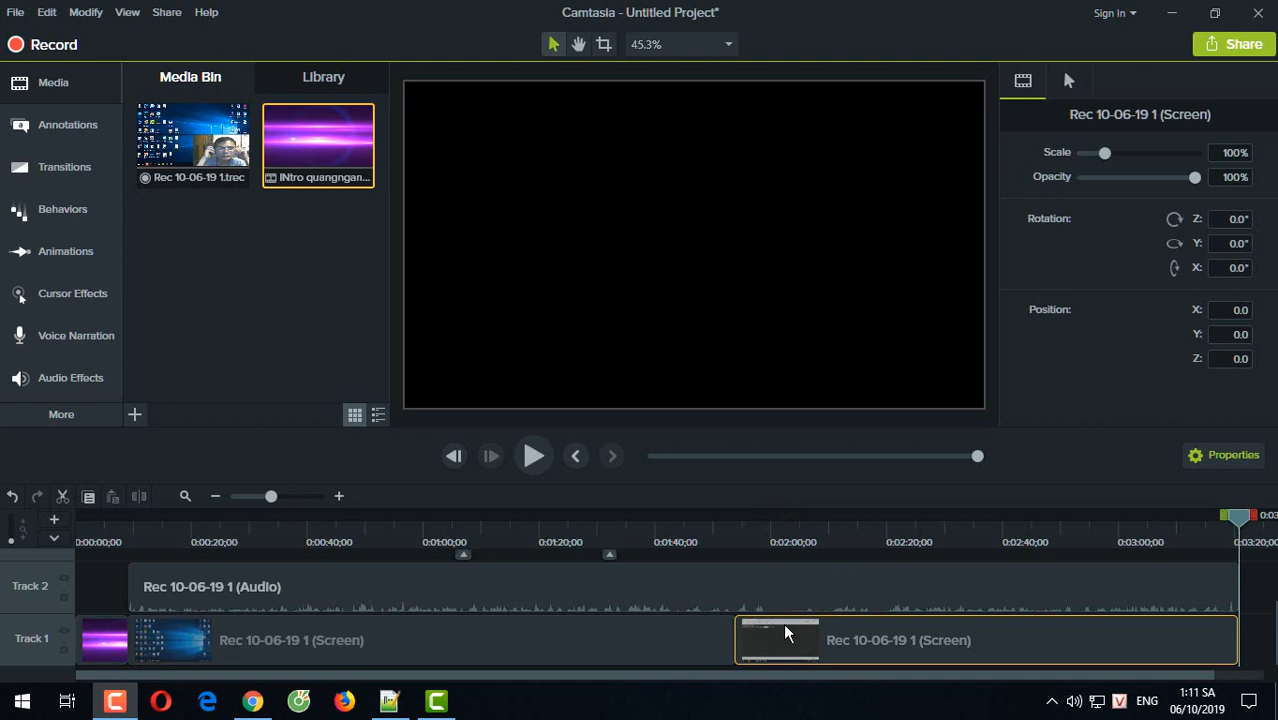 File Edit Modify View Share Help
Camtasia - Untitled Project*
Sign In
Record
45.3%
Share
Media
Annotations
Transitions
Behaviors
Animations
Cursor Effects
Voice Narration
Audio Effects
More
Media Bin
Library
Rec 10-06-19 1.trec
INtro quangngan...
Rec 10-06-19 1 (Screen)
Scale 100%
Opacity 100%
Rotation: Z: 0.0°
Y: 0.0°
X: 0.0°
Position: X: 0.0
Y: 0.0
Z: 0.0
Properties
0:00:00;00 0:00:20;00 0:00:40;00 0:01:00;00 0:01:20;00 0:01:40;00 0:02:00;00 0:02:20;00 0:02:40;00 0:03:00;00 0:03:20;00
Track 2
Rec 10-06-19 1 (Audio)
Track 1
Rec 10-06-19 1 (Screen)
Rec 10-06-19 1 (Screen)
ENG
1:11 SA
06/10/2019